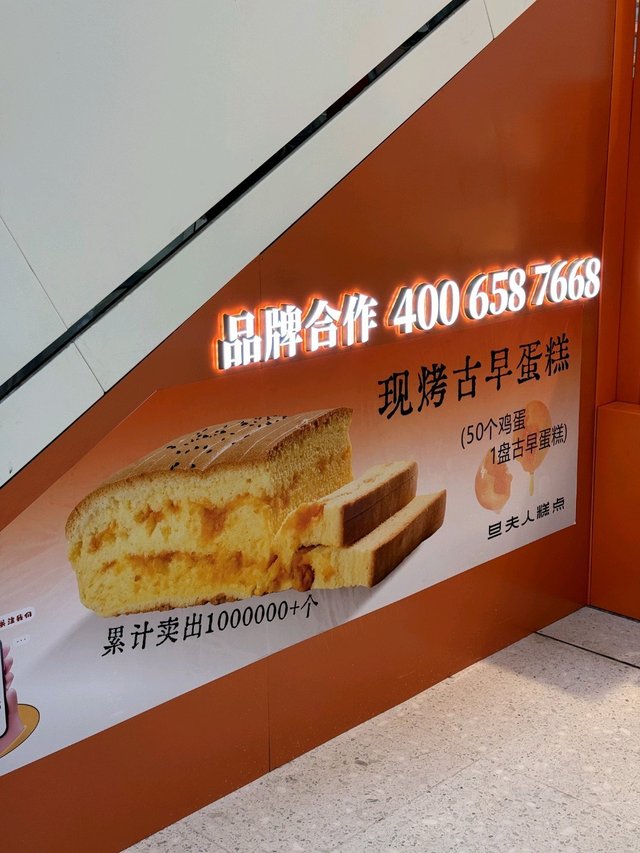 品牌合作 400 658 7668
现烤古早蛋糕
(50个鸡蛋
1盘古早蛋糕)
旦夫人糕点
累计卖出1000000+个